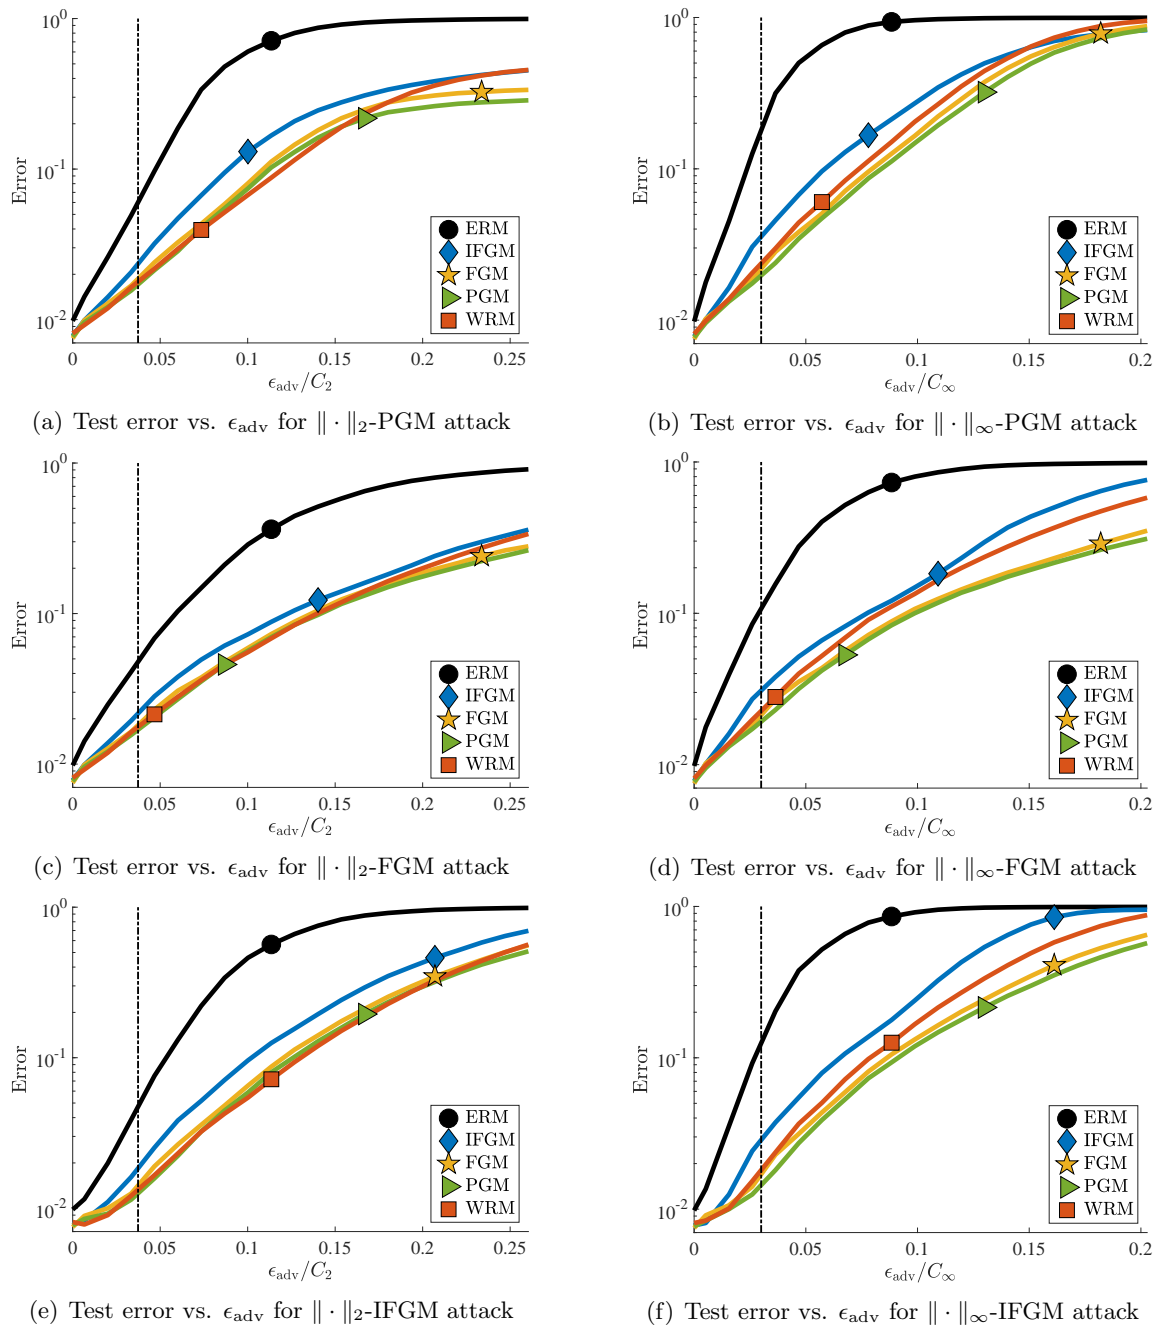 10^0
10^{-1}
10^{-2}
Error
0 0.05 0.1 0.15 0.2 0.25
ϵ_adv/C_2
ERM
IFGM
FGM
PGM
WRM
(a) Test error vs. ϵ_adv for ∥ · ∥_2-PGM attack
10^0
10^{-1}
10^{-2}
Error
0 0.05 0.1 0.15 0.2
ϵ_adv/C_∞
ERM
IFGM
FGM
PGM
WRM
(b) Test error vs. ϵ_adv for ∥ · ∥_∞-PGM attack
10^0
10^{-1}
10^{-2}
Error
0 0.05 0.1 0.15 0.2 0.25
ϵ_adv/C_2
ERM
IFGM
FGM
PGM
WRM
(c) Test error vs. ϵ_adv for ∥ · ∥_2-FGM attack
10^0
10^{-1}
10^{-2}
Error
0 0.05 0.1 0.15 0.2
ϵ_adv/C_∞
ERM
IFGM
FGM
PGM
WRM
(d) Test error vs. ϵ_adv for ∥ · ∥_∞-FGM attack
10^0
10^{-1}
10^{-2}
Error
0 0.05 0.1 0.15 0.2 0.25
ϵ_adv/C_2
ERM
IFGM
FGM
PGM
WRM
(e) Test error vs. ϵ_adv for ∥ · ∥_2-IFGM attack
10^0
10^{-1}
10^{-2}
Error
0 0.05 0.1 0.15 0.2
ϵ_adv/C_∞
ERM
IFGM
FGM
PGM
WRM
(f) Test error vs. ϵ_adv for ∥ · ∥_∞-IFGM attack